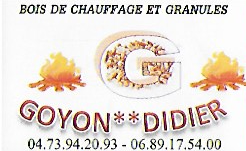 BOIS DE CHAUFFAGE ET GRANULES
G
GOYON**DIDIER
04.73.94.20.93 - 06.89.17.54.00